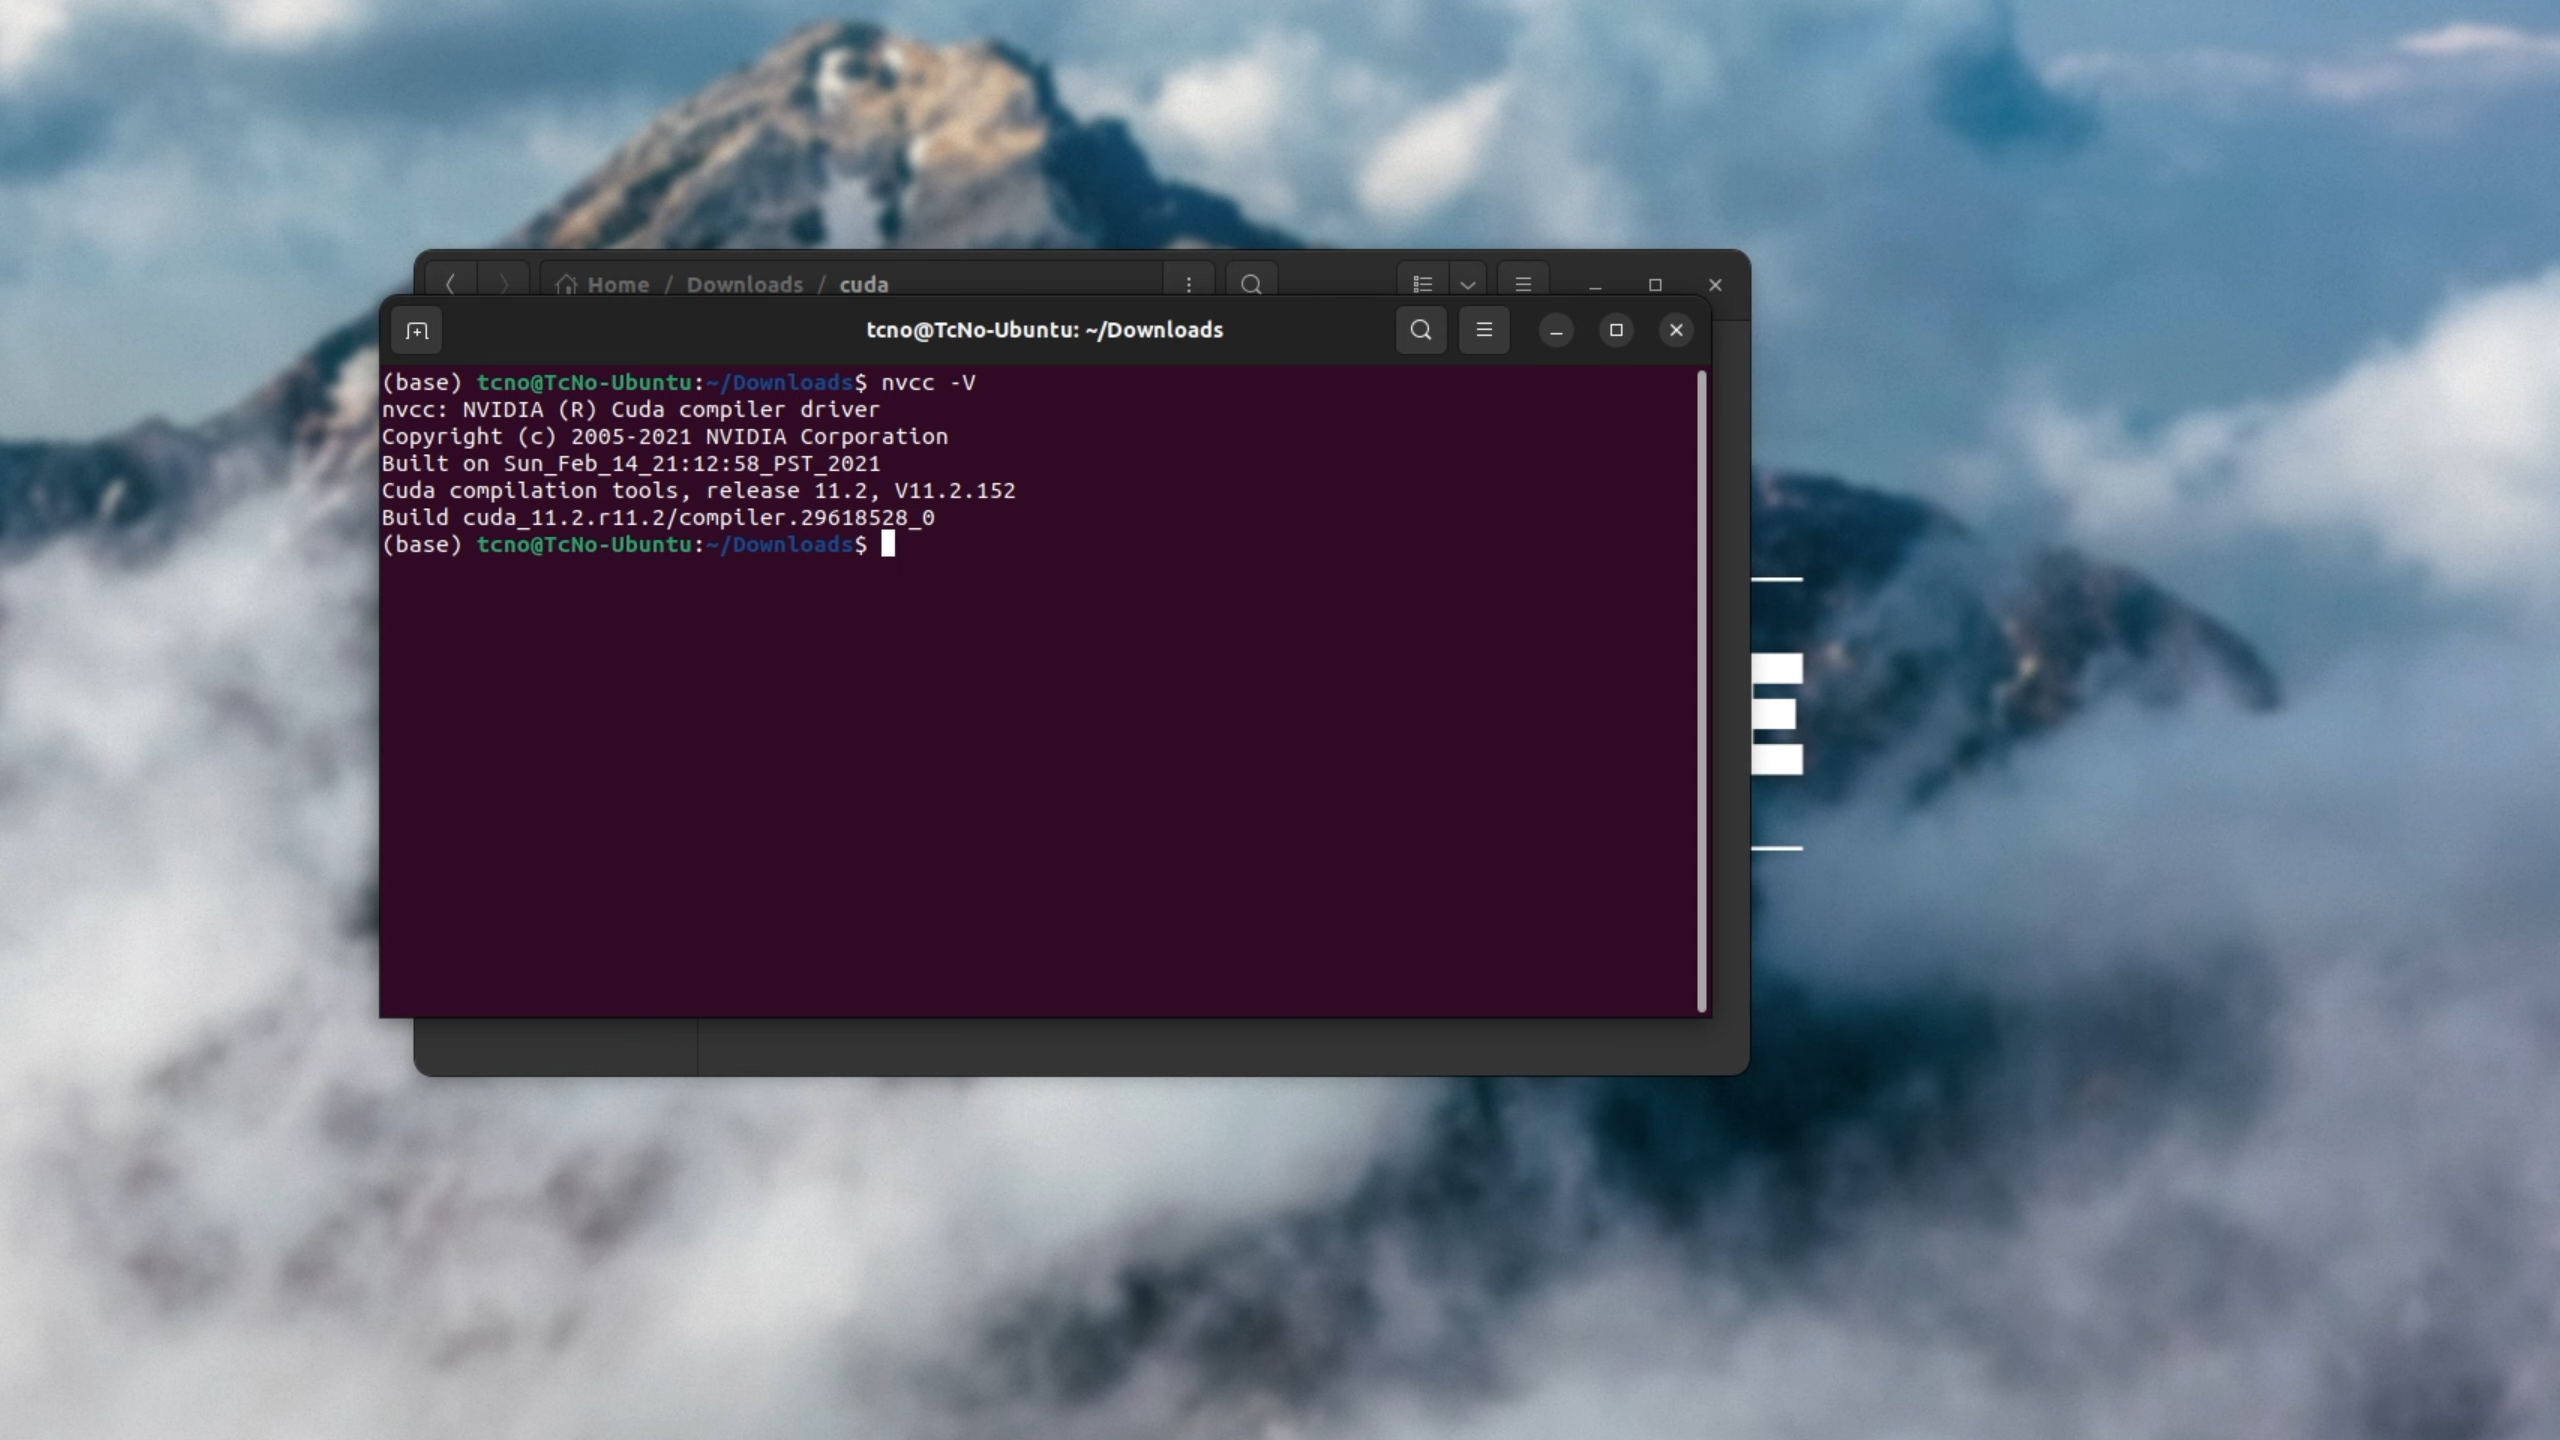 Home / Downloads / cuda
tcno@TcNo-Ubuntu: ~/Downloads
(base) tcno@TcNo-Ubuntu:~/Downloads$ nvcc -V
nvcc: NVIDIA (R) Cuda compiler driver
Copyright (c) 2005-2021 NVIDIA Corporation
Built on Sun_Feb_14_21:12:58_PST_2021
Cuda compilation tools, release 11.2, V11.2.152
Build cuda_11.2.r11.2/compiler.29618528_0
(base) tcno@TcNo-Ubuntu:~/Downloads$
E